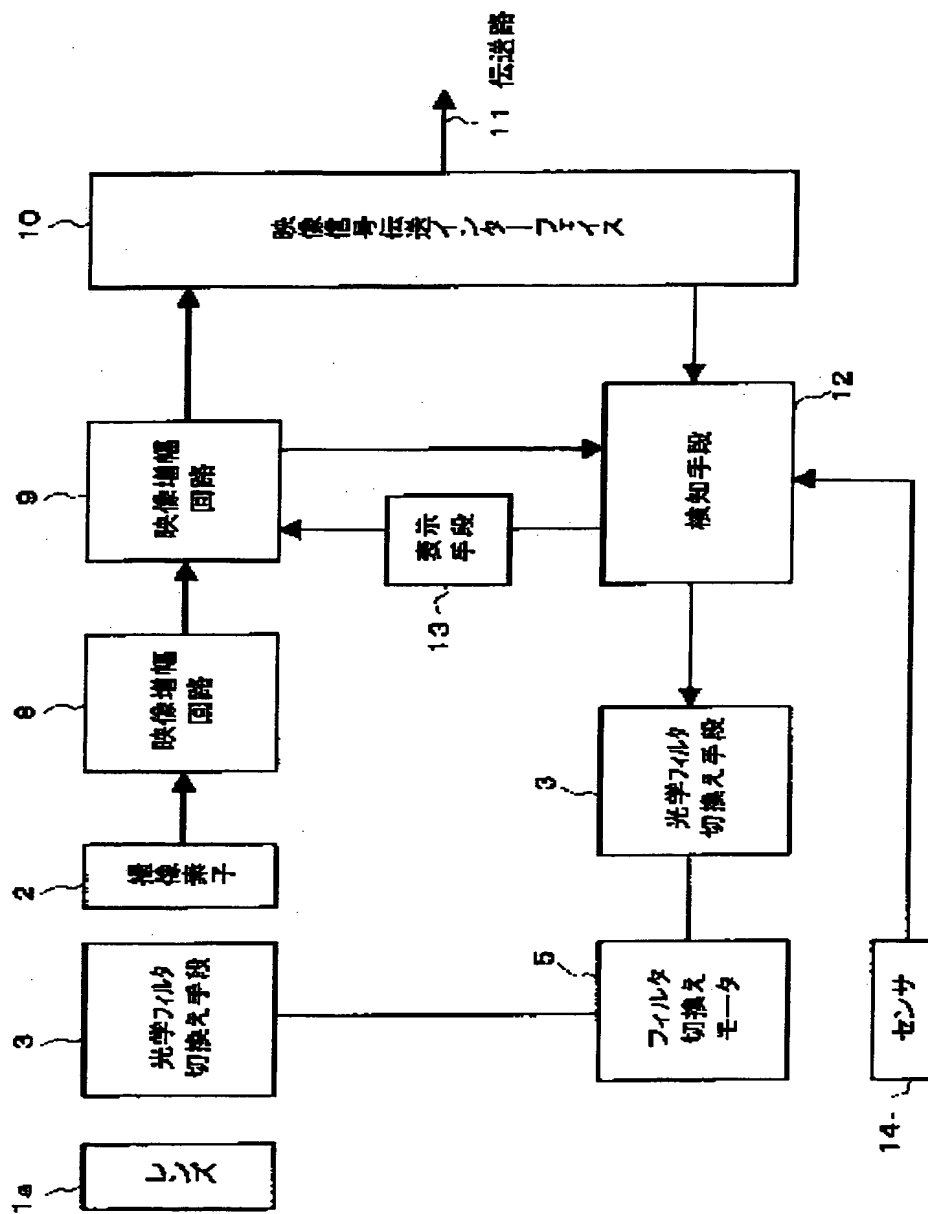 1a
レンズ
3
光学フィルタ
切換え手段
2
撮像素子
8
映像増幅
回路
9
映像増幅
回路
10
映像信号伝送インターフェイス
11 伝送路
5
フィルタ
切換え
モータ
3
光学フィルタ
切換え手段
13
表示
手段
検知手段
12
14
センサ